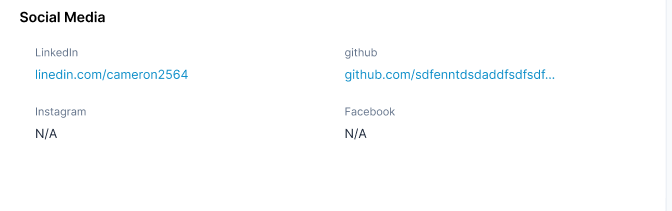 Social Media
LinkedIn
github
linedin.com/cameron2564
github.com/sdfenntdsdaddfsdfsdf...
Instagram
Facebook
N/A
N/A